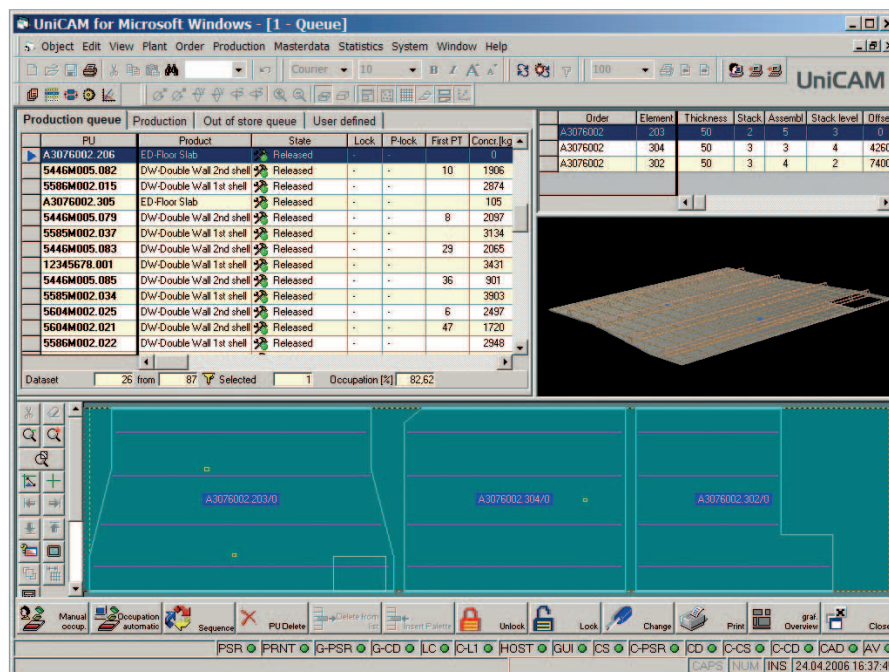 UniCAM for Microsoft Windows - [1 - Queue]
Object Edit View Plant Order Production Masterdata Statistics System Window Help
Courier 10 B I A A 100
UniCAM
Production queue Production Out of store queue User defined
PU Product State Lock P-lock First PT Concr.[kg
A3076002.206 ED-Floor Slab Released - - 0
5446M005.082 DW-Double Wall 2nd shell Released - - 10 1906
5586M002.015 DW-Double Wall 1st shell Released - - 2874
A3076002.305 ED-Floor Slab Released - - 105
5446M005.079 DW-Double Wall 2nd shell Released - - 8 2097
5585M002.037 DW-Double Wall 1st shell Released - - 3134
5446M005.083 DW-Double Wall 2nd shell Released - - 29 2065
12345678.001 DW-Double Wall 1st shell Released - - 3431
5446M005.085 DW-Double Wall 2nd shell Released - - 36 901
5585M002.034 DW-Double Wall 1st shell Released - - 3903
5604M002.025 DW-Double Wall 2nd shell Released - - 6 2497
5604M002.021 DW-Double Wall 2nd shell Released - - 47 1720
5586M002.022 DW-Double Wall 1st shell Released - - 2948
Dataset 26 from 87 Selected 1 Occupation [%] 82,62
Order Element Thickness Stack Assembl Stack level Offse
A3076002 203 50 2 5 3 0
A3076002 304 50 3 3 4 4260
A3076002 302 50 3 4 2 7400
A3076002.203/0 A3076002.304/0 A3076002.302/0
Manual occup. Occupation automatic Sequence PU Delete Delete from list Insert Palette Unlock Lock Change Print graf. Overview Close
PSR PRNT G-PSR G-CD LC C-L1 HOST GUI CS C-PSR CD C-CS C-CD CAD AV
CAPS NUM INS 24.04.2006 16:37:4